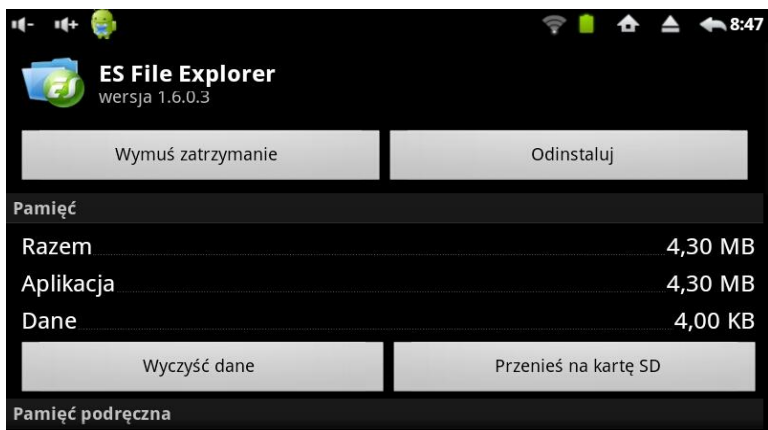 8:47
ES File Explorer
wersja 1.6.0.3
Wymuś zatrzymanie Odinstaluj
Pamięć
Razem 4,30 MB
Aplikacja 4,30 MB
Dane 4,00 KB
Wyczyść dane Przenieś na kartę SD
Pamięć podręczna